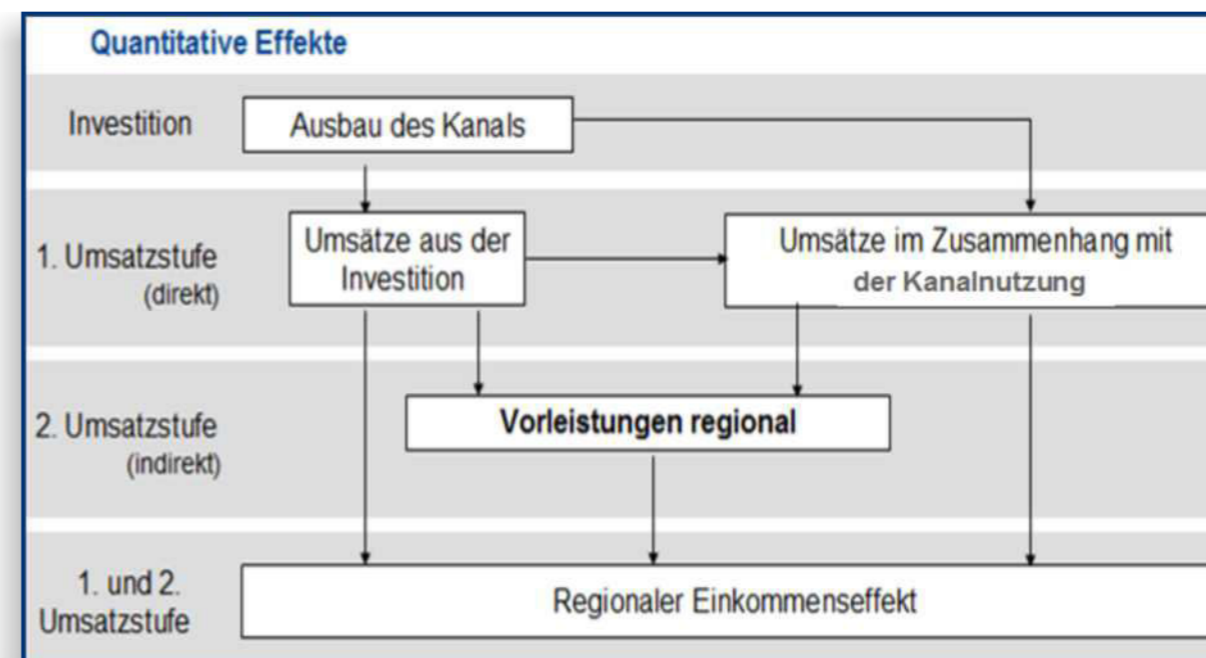 Quantitative Effekte
Investition
Ausbau des Kanals
1. Umsatzstufe
(direkt)
Umsätze aus der
Investition
Umsätze im Zusammenhang mit
der Kanalnutzung
2. Umsatzstufe
(indirekt)
Vorleistungen regional
1. und 2.
Umsatzstufe
Regionaler Einkommenseffekt